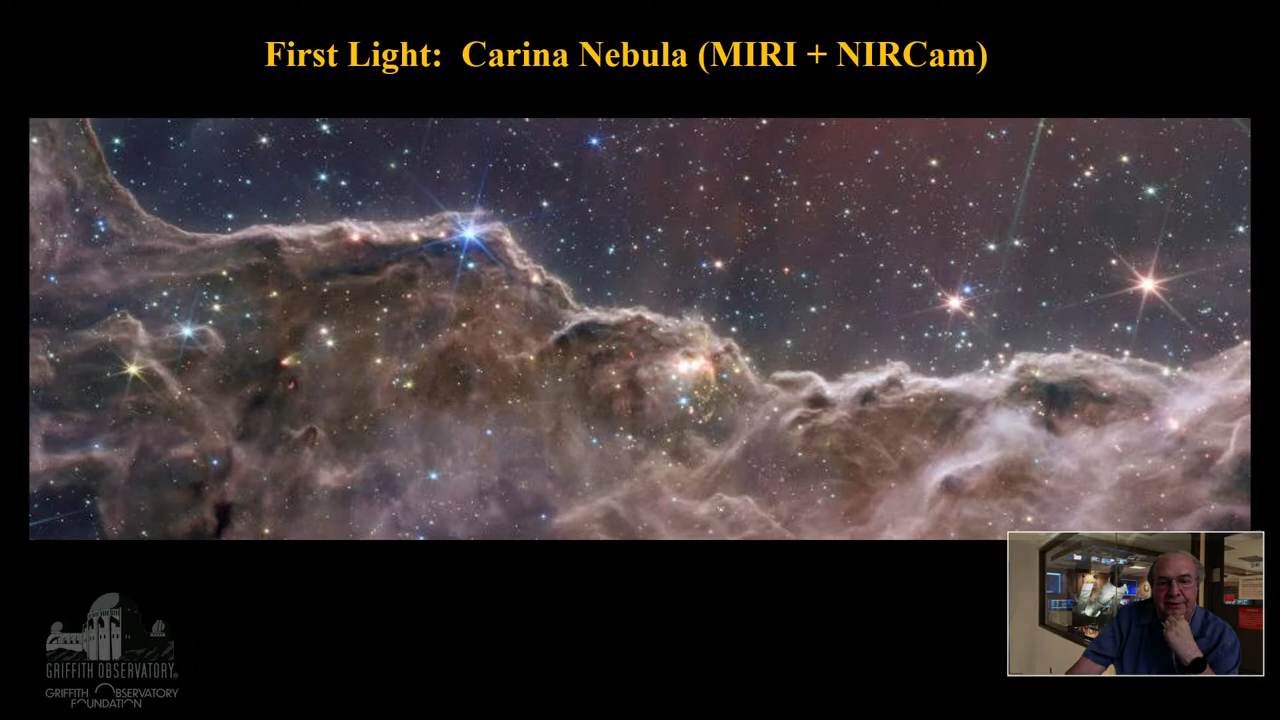 First Light:  Carina Nebula (MIRI + NIRCam)
GRIFFITH OBSERVATORY®
GRIFFITH OBSERVATORY
FOUNDATION